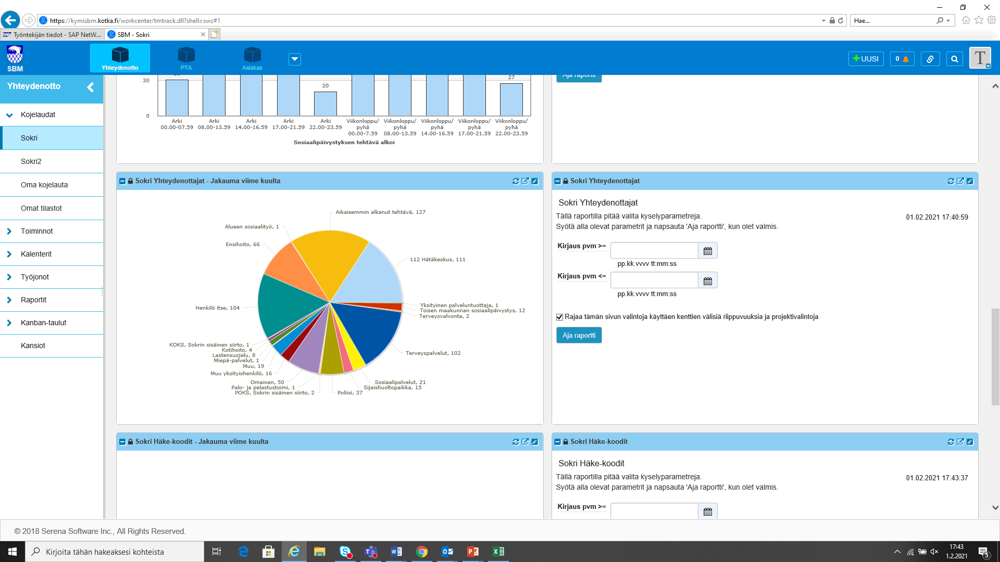 https://kymisbm.kotka.fi/workcenter/tmtrack.dll?shell=swc#1
Hae...
Työntekijän tiedot - SAP NetW...
SBM - Sokri
SBM
Yhteydenotto
PTA
Asiakas
UUSI
0
T
Yhteydenotto
Kojelaudat
Sokri
Sokri2
Oma kojelauta
Omat tilastot
Toiminnot
Kalenterit
Työjonot
Raportit
Kanban-taulut
Kansiot
30
0
20
27
Arki
00.00-07.59
Arki
08.00-13.59
Arki
14.00-16.59
Arki
17.00-21.59
Arki
22.00-23.59
Viikonloppu/
pyhä
00.00-7.59
Viikonloppu/
pyhä
08.00-13.59
Viikonloppu/
pyhä
14.00-16.59
Viikonloppu/
pyhä
17.00-21.59
Viikonloppu/
pyhä
22.00-23.59
Sosiaalipäivystyksen tehtävä alkoi
Aja raportti
Sokri Yhteydenottajat - Jakauma viime kuulta
Aikaisemmin alkanut tehtävä, 127
Alueen sosiaalityö, 1
Ensihoito, 66
112 Hätäkeskus, 111
Henkilö itse, 104
Yksityinen palveluntuottaja, 1
Toisen maakunnan sosiaalipäivystys, 12
Terveysvalvonta, 2
KOKS, Sokrin sisäinen siirto, 1
Kotihoito, 4
Lastensuojelu, 8
Miepä-palvelut, 1
Muu, 19
Muu yksityishenkilö, 16
Terveyspalvelut, 102
Omainen, 50
Palo- ja pelastustoimi, 1
POKS, Sokrin sisäinen siirto, 2
Poliisi, 37
Sosiaalipalvelut, 21
Sijaishuoltopaikka, 15
Sokri Yhteydenottajat
Sokri Yhteydenottajat
Tällä raportilla pitää valita kyselyparametreja.
Syötä alla olevat parametrit ja napsauta 'Aja raportti', kun olet valmis.
01.02.2021 17:40:59
Kirjaus pvm >=
pp.kk.vvvv tt:mm:ss
Kirjaus pvm <=
pp.kk.vvvv tt:mm:ss
Rajaa tämän sivun valintoja käyttäen kenttien välisiä riippuvuuksia ja projektivalintoja
Aja raportti
Sokri Häke-koodit - Jakauma viime kuulta
Sokri Häke-koodit
Sokri Häke-koodit
Tällä raportilla pitää valita kyselyparametreja.
Syötä alla olevat parametrit ja napsauta 'Aja raportti', kun olet valmis.
01.02.2021 17:43:37
Kirjaus pvm >=
© 2018 Serena Software Inc., All Rights Reserved.
Kirjoita tähän hakeaksesi kohteista
17:43
1.2.2021
5